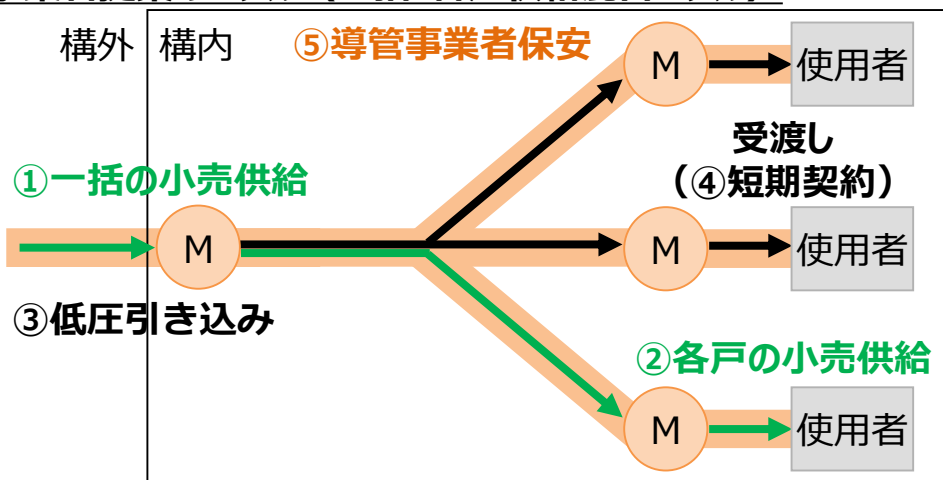 構外 構内
⑤導管事業者保安
M
使用者
受渡し
（④短期契約）
①一括の小売供給
M
M
使用者
③低圧引き込み
②各戸の小売供給
M
使用者